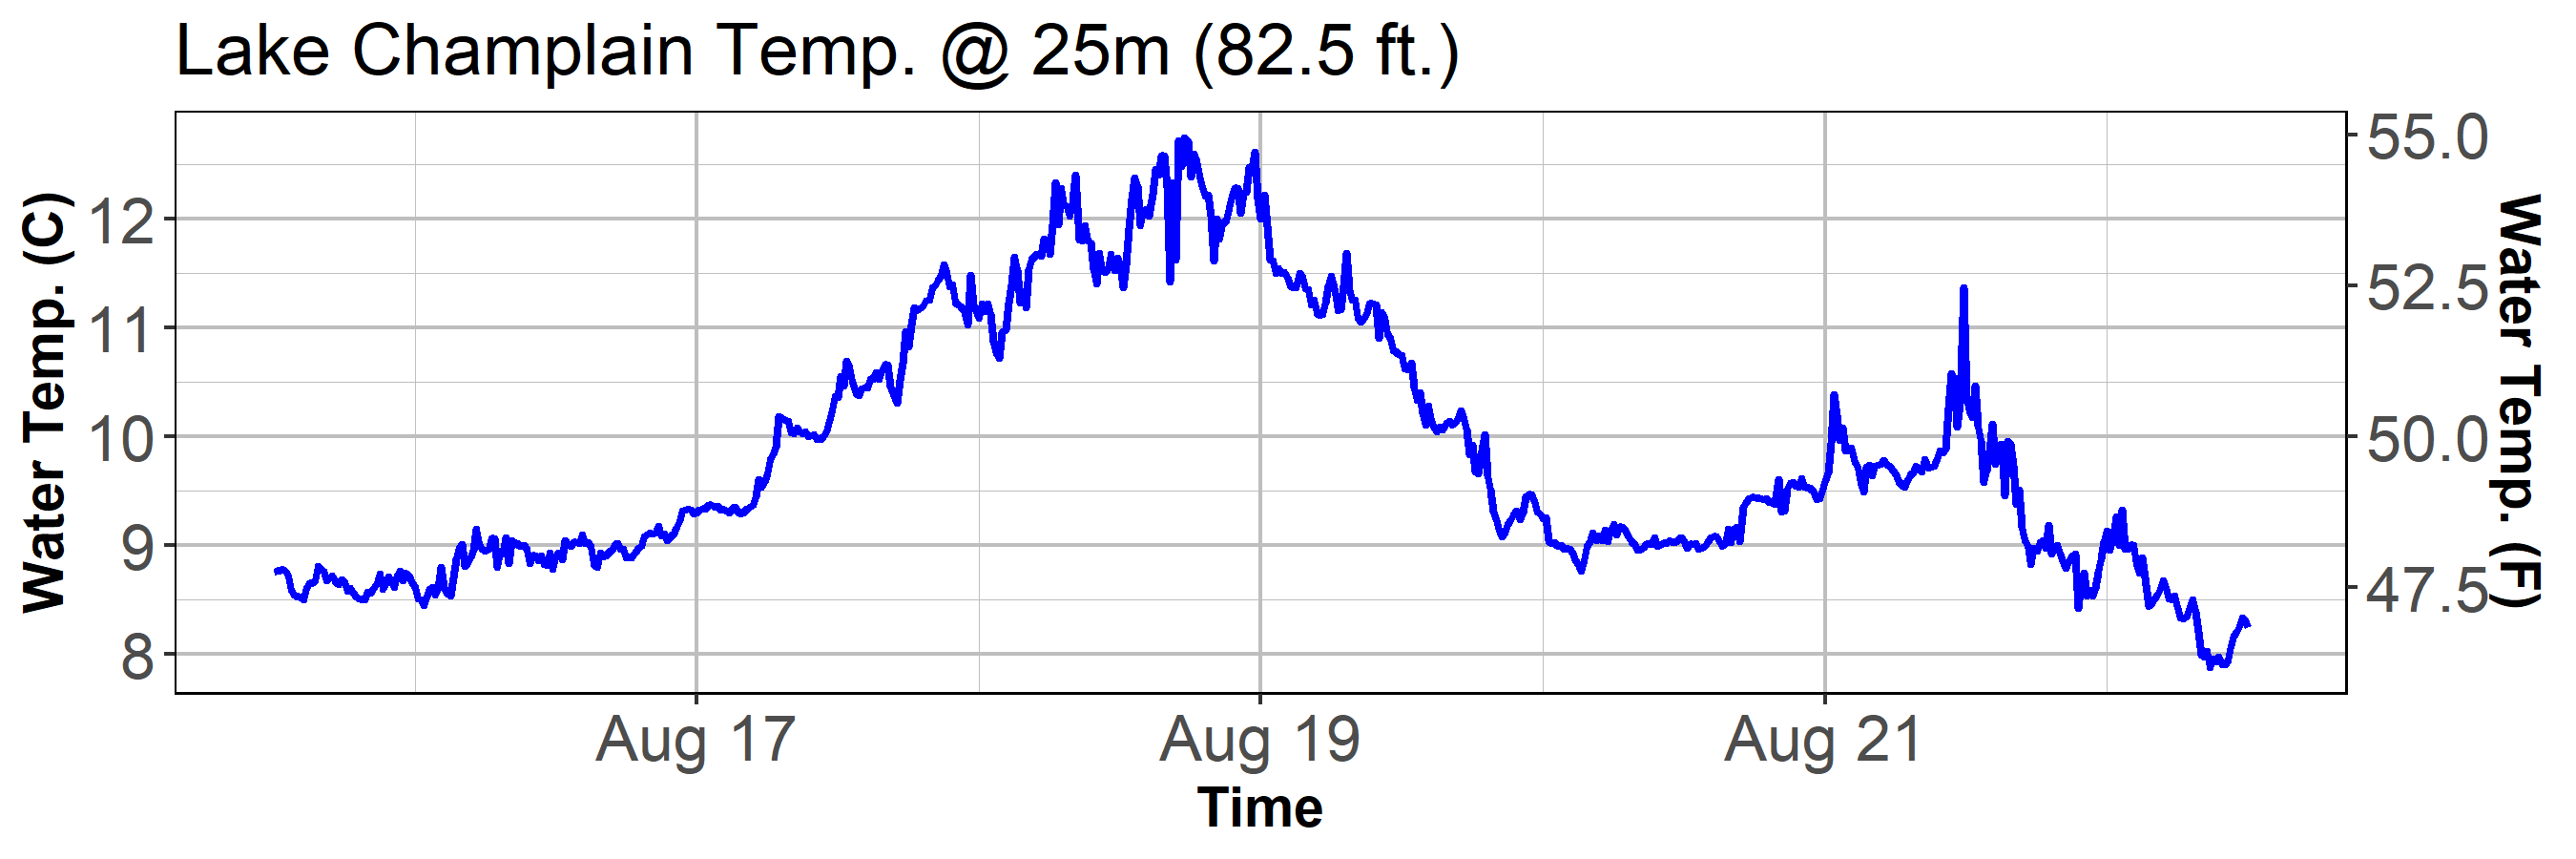 Lake Champlain Temp. @ 25m (82.5 ft.)
Water Temp. (C)
12
11
10
9
8
55.0
52.5
50.0
47.5
Water Temp. (F)
Aug 17 Aug 19 Aug 21
Time